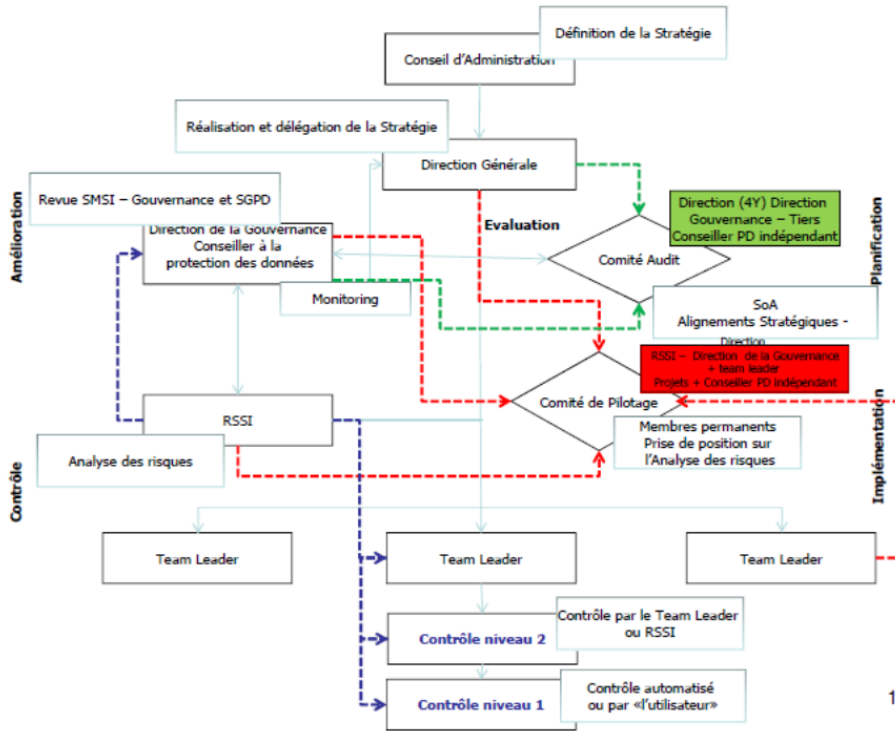 Définition de la Stratégie
Conseil d'Administration
Réalisation et délégation de la Stratégie
Direction Générale
Revue SMSI – Gouvernance et SGPD
Amélioration
Direction de la Gouvernance
Conseiller à la
protection des données
Evaluation
Direction (4Y) Direction
Gouvernance – Tiers
Conseiller PD indépendant
Planification
Comité Audit
Monitoring
SoA
Alignements Stratégiques -
Direction
RSSI – Direction de la Gouvernance
+ team leader
Projets + Conseiller PD indépendant
Comité de Pilotage
RSSI
Membres permanents
Prise de position sur
l'Analyse des risques
Analyse des risques
Contrôle
Implémentation
Team Leader
Team Leader
Team Leader
Contrôle niveau 2
Contrôle par le Team Leader
ou RSSI
Contrôle niveau 1
Contrôle automatisé
ou par «l'utilisateur»
1